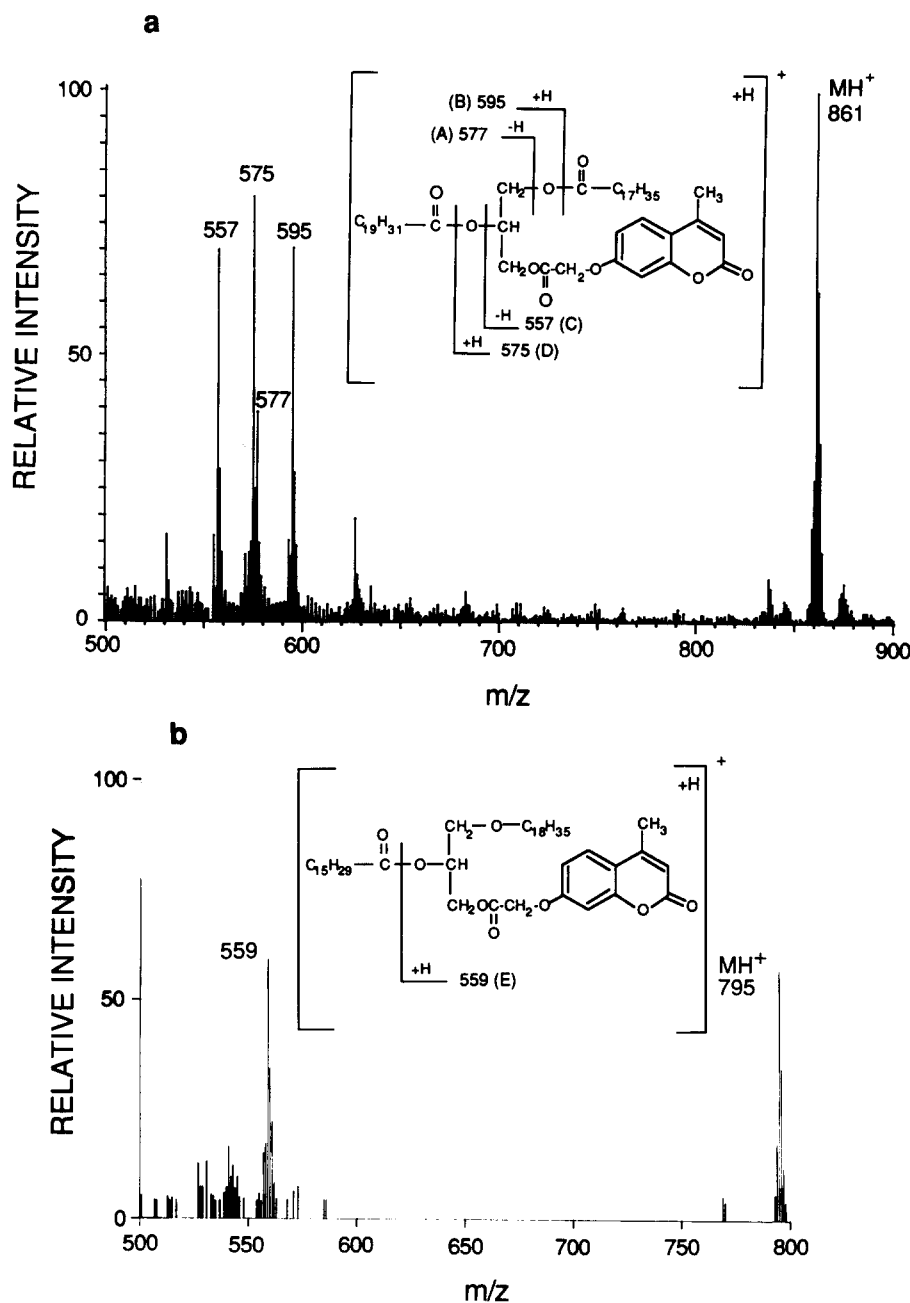 a
RELATIVE INTENSITY
100
50
0
575
557
595
577
(B) 595 +H
(A) 577 -H
+H
+
MH+
861
O
CH2 O C C17H35
O
C19H31 C O CH
CH3
CH2OC-CH2-O
O
O O
-H 557 (C)
+H 575 (D)
500 600 700 800 900
m/z
b
RELATIVE INTENSITY
100
50
0
+H
+
CH2 O C18H35
O
C15H29 C O CH
CH3
CH2OC-CH2-O
O
O O
+H 559 (E)
559
MH+
795
500 550 600 650 700 750 800
m/z